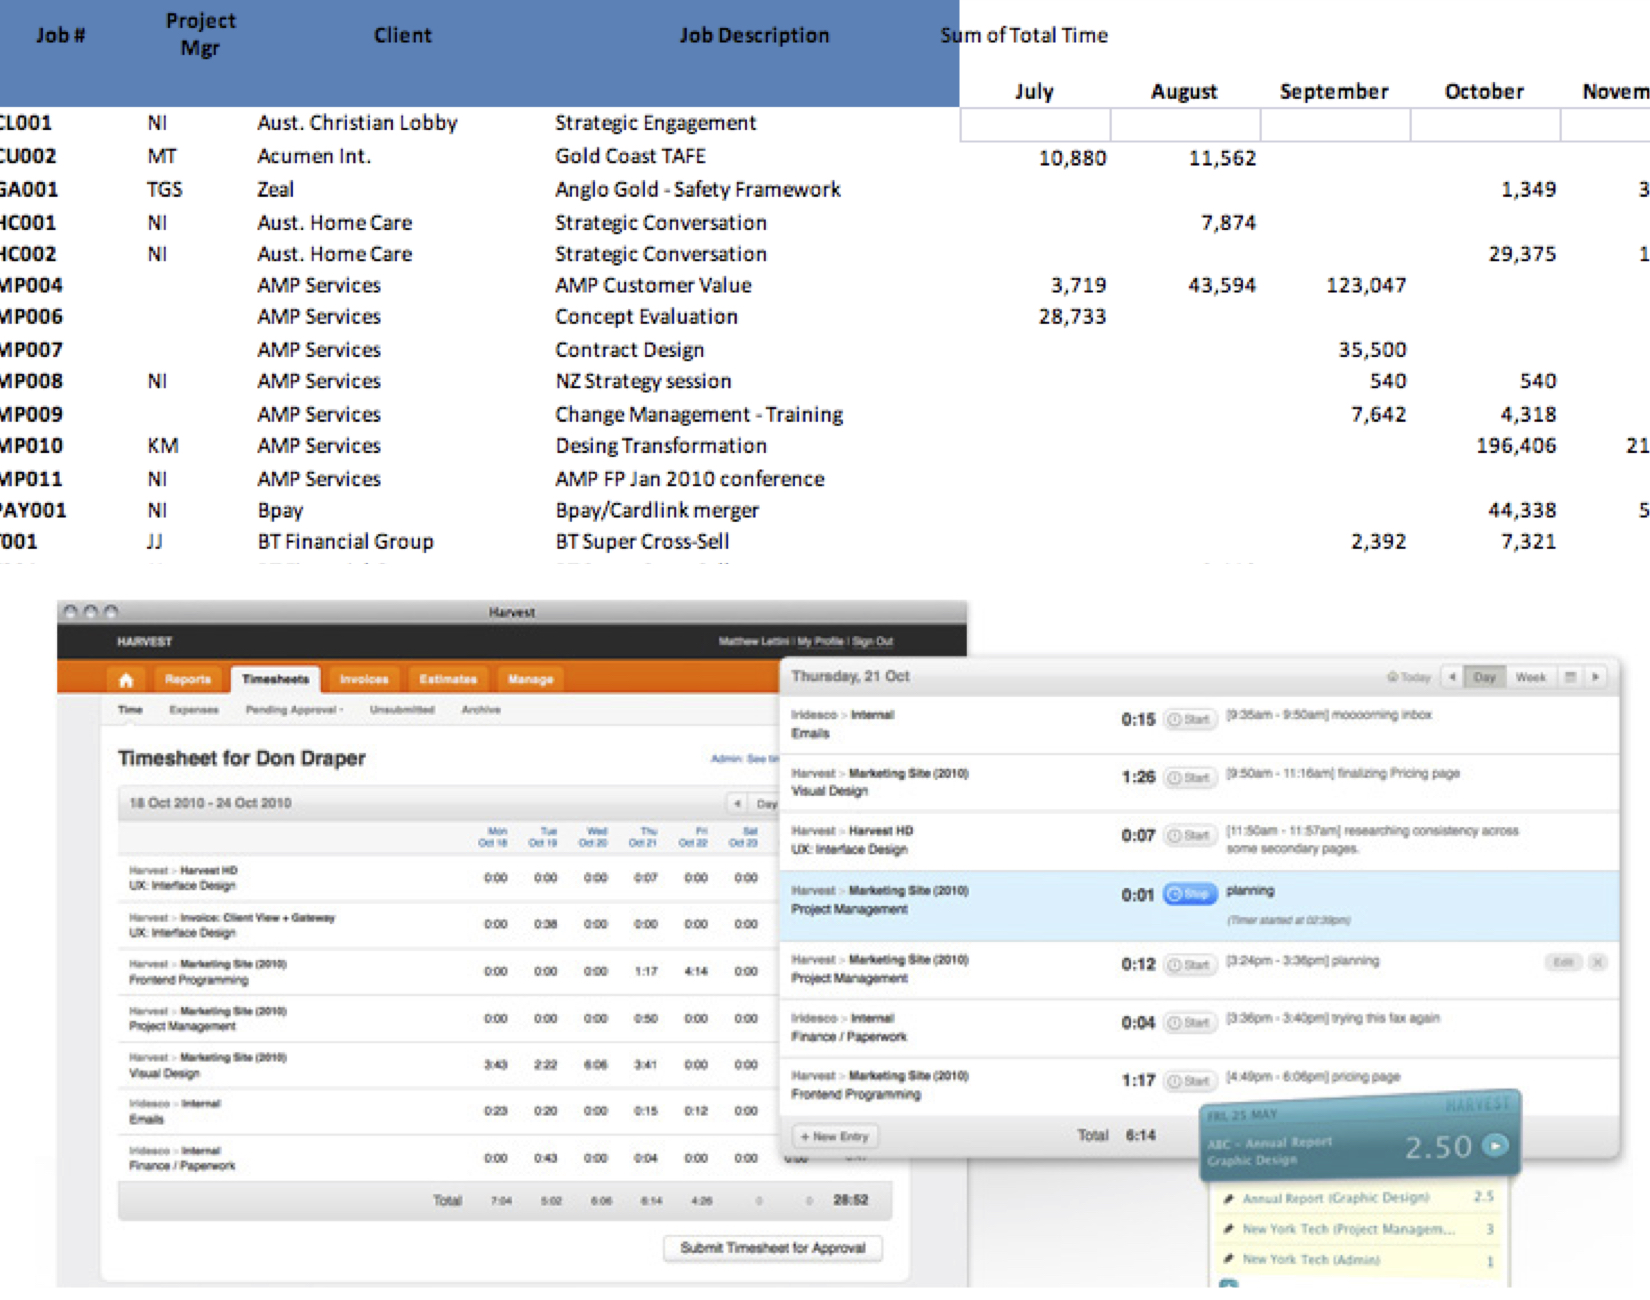 Job # Project Mgr Client Job Description Sum of Total Time
July August September October Novem
CL001 NI Aust. Christian Lobby Strategic Engagement
CU002 MT Acumen Int. Gold Coast TAFE 10,880 11,562
GA001 TGS Zeal Anglo Gold - Safety Framework 1,349 3
HC001 NI Aust. Home Care Strategic Conversation 7,874
HC002 NI Aust. Home Care Strategic Conversation 29,375 1
MP004 AMP Services AMP Customer Value 3,719 43,594 123,047
MP006 AMP Services Concept Evaluation 28,733
MP007 AMP Services Contract Design 35,500
MP008 NI AMP Services NZ Strategy session 540 540
MP009 AMP Services Change Management - Training 7,642 4,318
MP010 KM AMP Services Desing Transformation 196,406 21
MP011 NI AMP Services AMP FP Jan 2010 conference
PAY001 NI Bpay Bpay/Cardlink merger 44,338 5
T001 JJ BT Financial Group BT Super Cross-Sell 2,392 7,321
Harvest
HARVEST Matthew Lettini | My Profile | Sign Out
Reports Timesheets Invoices Estimates Manage
Time Expenses Pending Approval Unsubmitted Archive
Timesheet for Don Draper Admin: See
18 Oct 2010 - 24 Oct 2010 Day
Mon Tue Wed Thu Fri Sat
Oct 18 Oct 19 Oct 20 Oct 21 Oct 22 Oct 23
Harvest > Harvest HD
UX: Interface Design 0:00 0:00 0:00 0:07 0:00 0:00
Harvest > Invoice: Client View + Gateway
UX: Interface Design 0:00 0:38 0:00 0:00 0:00 0:00
Harvest > Marketing Site (2010)
Frontend Programming 0:00 0:00 0:00 1:17 4:14 0:00
Harvest > Marketing Site (2010)
Project Management 0:00 0:00 0:00 0:50 0:00 0:00
Harvest > Marketing Site (2010)
Visual Design 3:43 2:22 6:06 3:41 0:00 0:00
Iridesco > Internal
Emails 0:23 0:20 0:00 0:15 0:12 0:00
Iridesco > Internal
Finance / Paperwork 0:00 0:43 0:00 0:04 0:00 0:00
Total 7:04 5:02 6:06 6:14 4:26 0 0 28:52
Submit Timesheet for Approval
Thursday, 21 Oct Today Day Week
Iridesco > Internal
Emails 0:15 Start [9:35am - 9:50am] moooorning inbox
Harvest > Marketing Site (2010)
Visual Design 1:26 Start [9:50am - 11:16am] finalizing Pricing page
Harvest > Harvest HD
UX: Interface Design 0:07 Start [11:50am - 11:57am] researching consistency across
some secondary pages.
Harvest > Marketing Site (2010)
Project Management 0:01 Stop planning
(Timer started at 02:39pm)
Harvest > Marketing Site (2010)
Project Management 0:12 Start [3:24pm - 3:36pm] planning Edit
Iridesco > Internal
Finance / Paperwork 0:04 Start [3:36pm - 3:40pm] trying this fax again
Harvest > Marketing Site (2010)
Frontend Programming 1:17 Start [4:49pm - 6:06pm] pricing page
+ New Entry Total 6:14
FRI, 25 MAY HARVEST
ABC - Annual Report
Graphic Design 2.50
Annual Report (Graphic Design) 2.5
New York Tech (Project Managem... 3
New York Tech (Admin) 1